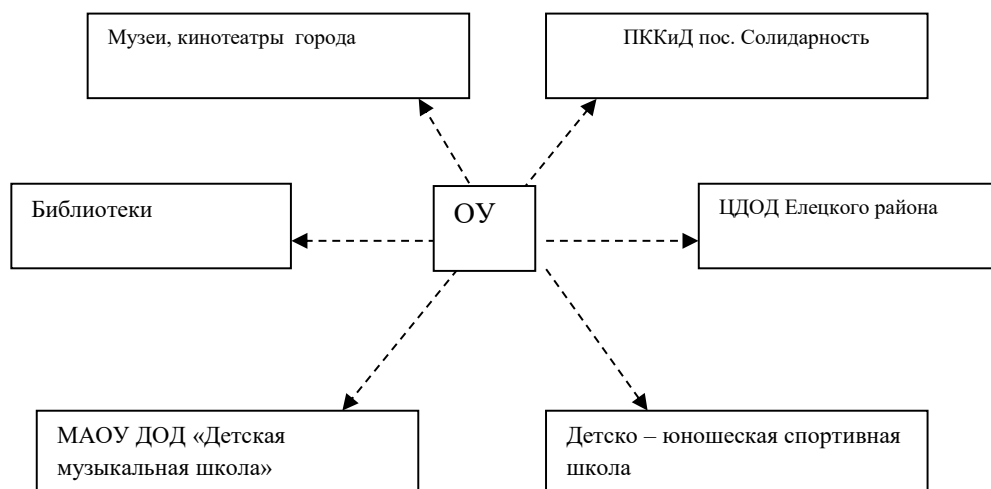 Музеи, кинотеатры города
ПККиД пос. Солидарность
Библиотеки
ОУ
ЦДОД Елецкого района
МАОУ ДОД «Детская
музыкальная школа»
Детско – юношеская спортивная
школа